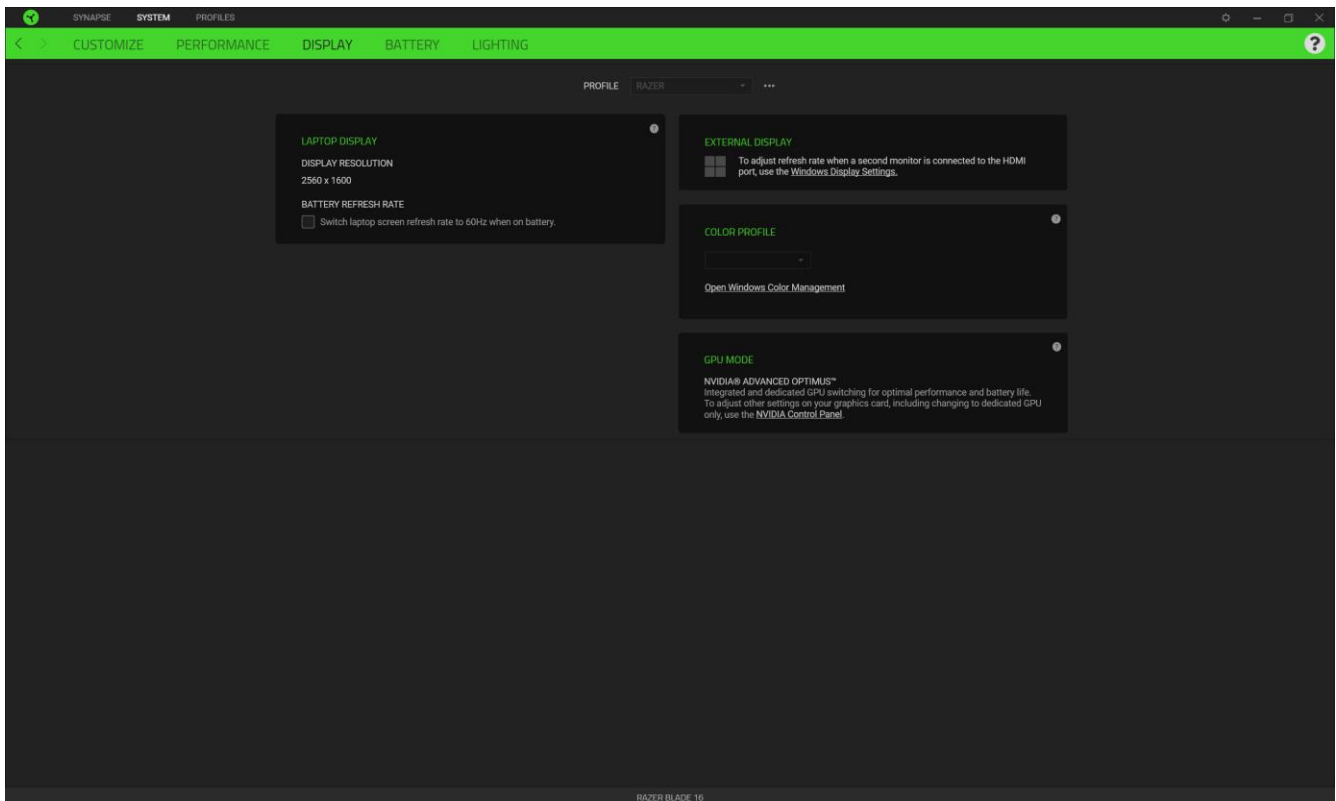 SYNAPSE SYSTEM PROFILES
CUSTOMIZE PERFORMANCE DISPLAY BATTERY LIGHTING ?
PROFILE RAZER
LAPTOP DISPLAY
DISPLAY RESOLUTION
2560 x 1600
BATTERY REFRESH RATE
Switch laptop screen refresh rate to 60Hz when on battery.
EXTERNAL DISPLAY
To adjust refresh rate when a second monitor is connected to the HDMI
port, use the Windows Display Settings.
COLOR PROFILE
Open Windows Color Management
GPU MODE
NVIDIA® ADVANCED OPTIMUS™
Integrated and dedicated GPU switching for optimal performance and battery life.
To adjust other settings on your graphics card, including changing to dedicated GPU
only, use the NVIDIA Control Panel.
RAZER BLADE 16